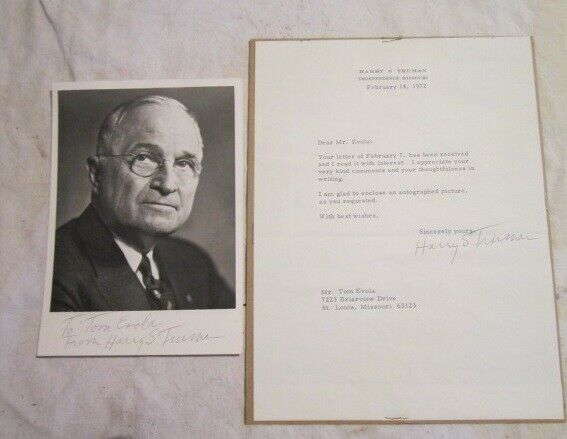 HARRY S TRUMAN
INDEPENDENCE, MISSOURI
February 16, 1972
Dear Mr. Evola:
Your letter of February 7, has been received
and I read it with interest. I appreciate your
very kind comments and your thoughtfulness in
writing.
I am glad to enclose an autographed picture,
as you requested.
With best wishes,
Sincerely yours,
Harry S Truman
Mr. Tom Evola
7223 Briarview Drive
St. Louis, Missouri 63123
To Tom Evola
From Harry S Truman